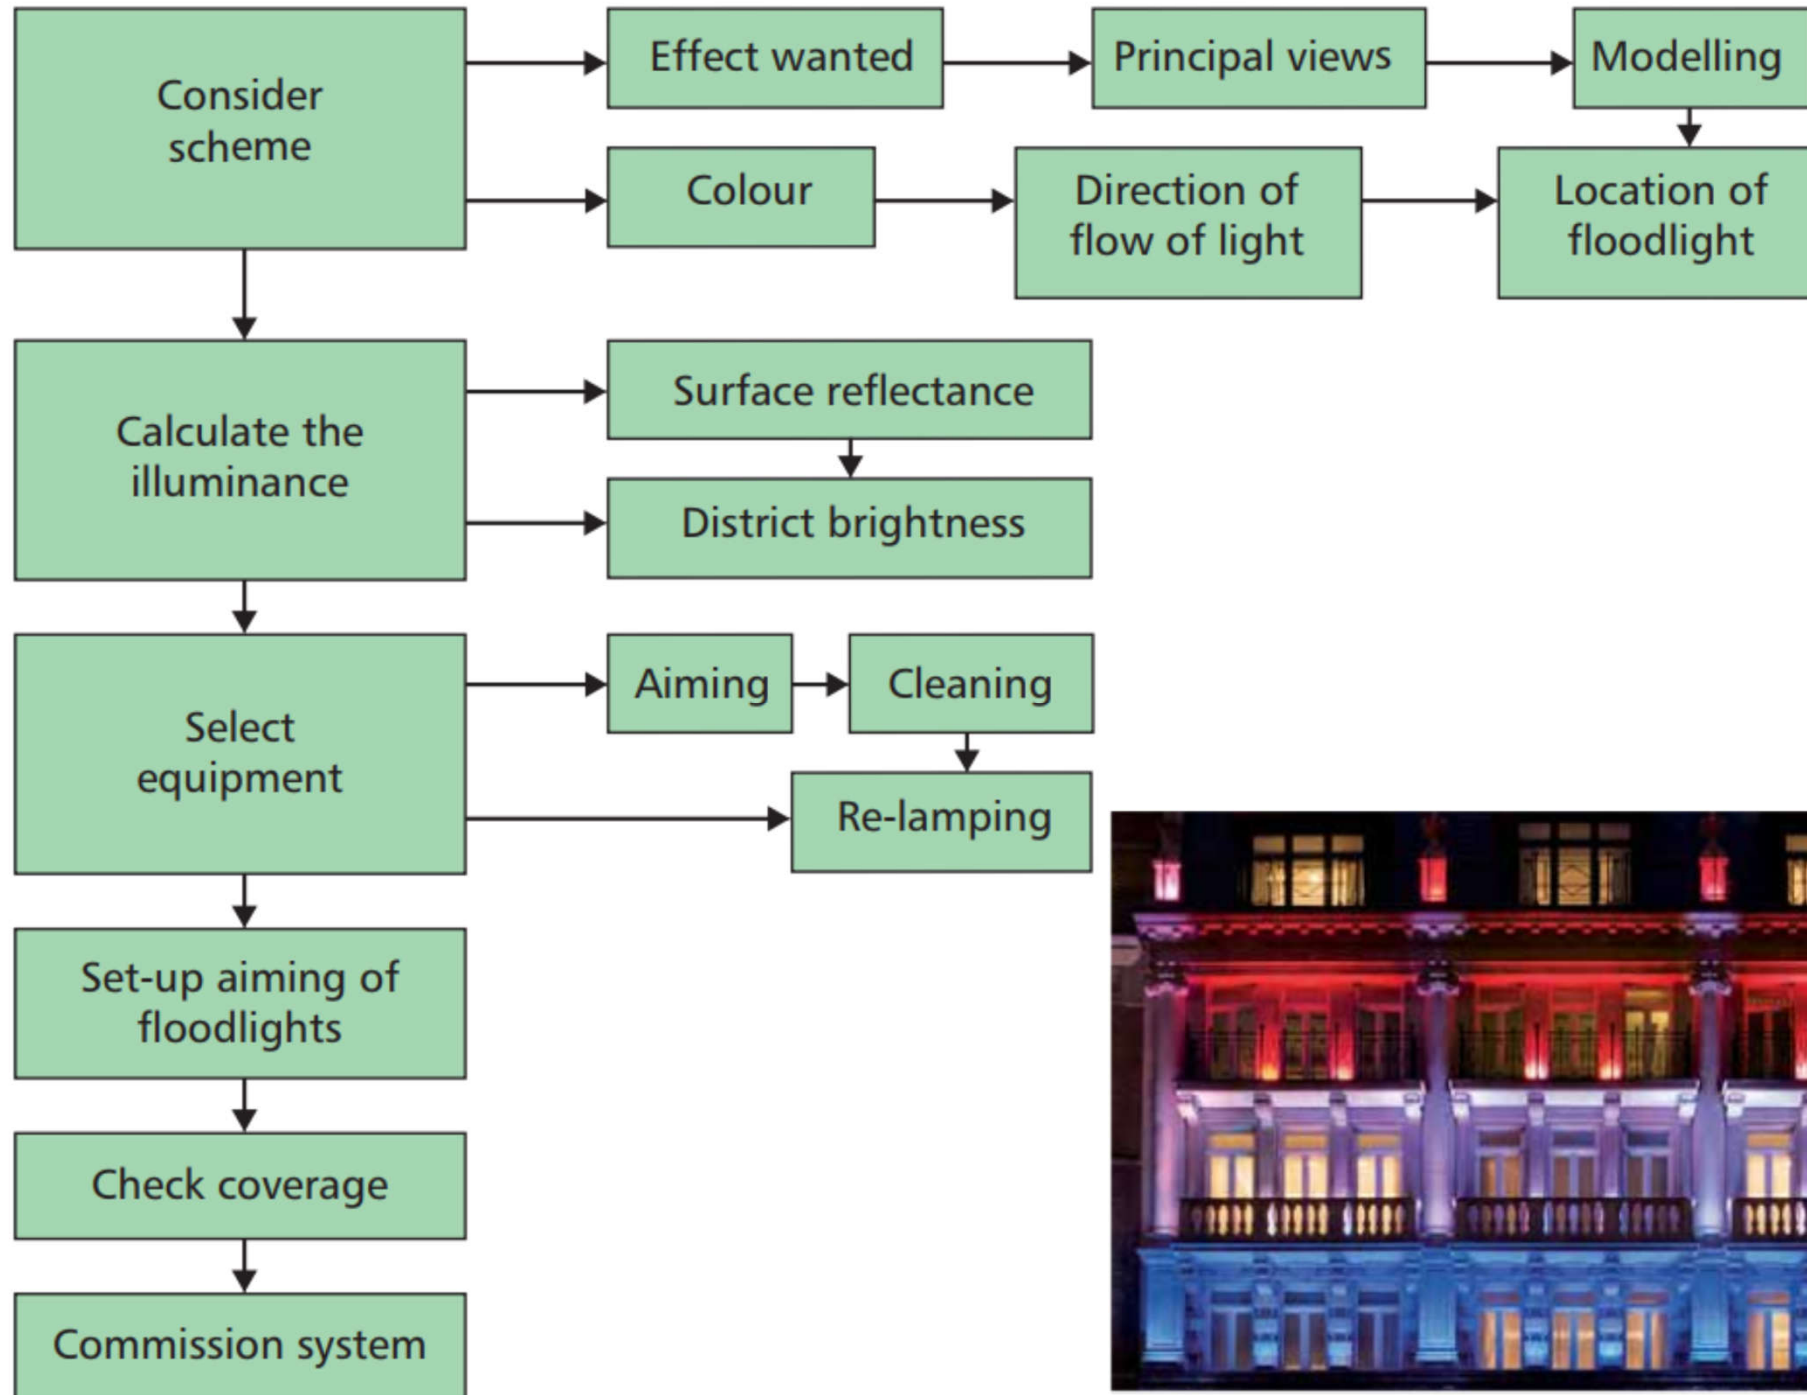 Consider
scheme
Effect wanted
Principal views
Modelling
Colour
Direction of
flow of light
Location of
floodlight
Calculate the
illuminance
Surface reflectance
District brightness
Select
equipment
Aiming
Cleaning
Re-lamping
Set-up aiming of
floodlights
Check coverage
Commission system